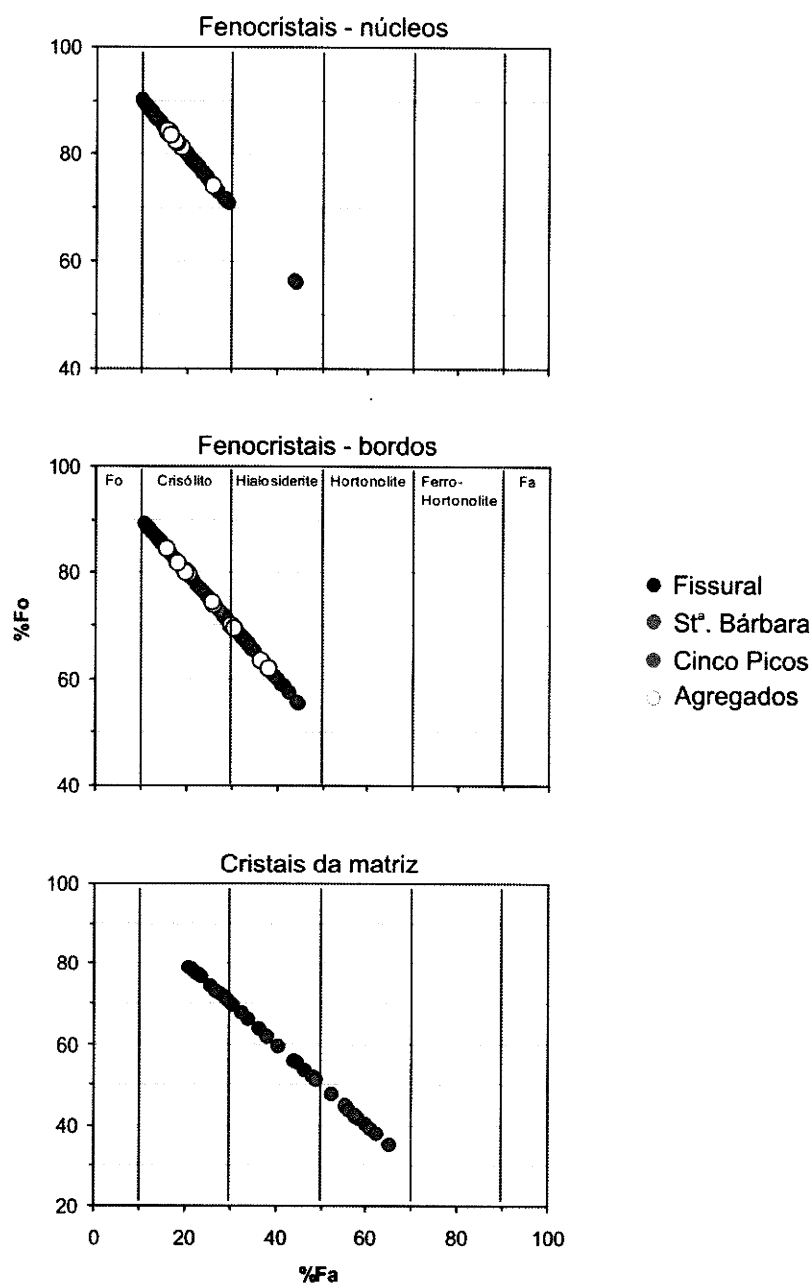 Fenocristais - núcleos
100
80
60
40
Fenocristais - bordos
100
Fo
Crisólito
Hialosiderite
Hortonolite
Ferro-
Hortonolite
Fa
80
60
40
%Fo
Fissural
Stª. Bárbara
Cinco Picos
Agregados
Cristais da matriz
100
80
60
40
20
0
20
40
60
80
100
%Fa